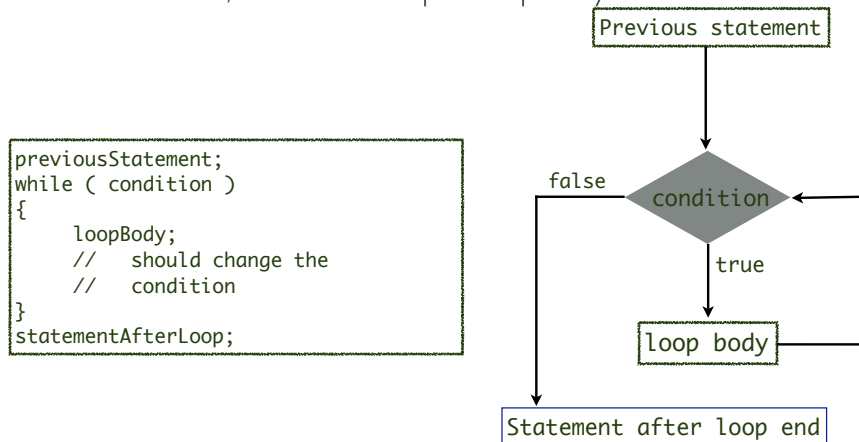 Previous statement
previousStatement;
while ( condition )
{
loopBody;
// should change the
// condition
}
statementAfterLoop;
false
condition
true
loop body
Statement after loop end